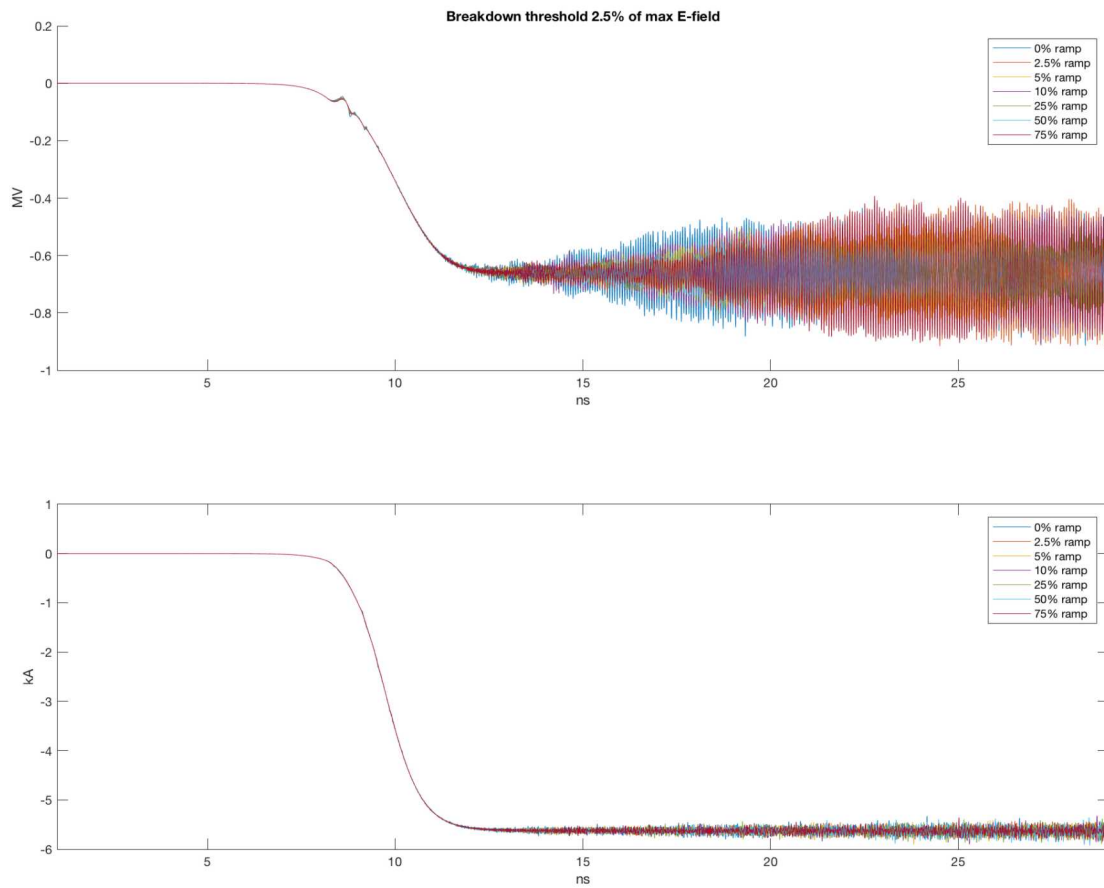 Breakdown threshold 2.5% of max E-field
0.2
0
-0.2
-0.4
-0.6
-0.8
-1
MV
5
10
15
20
25
ns
0% ramp
2.5% ramp
5% ramp
10% ramp
25% ramp
50% ramp
75% ramp
1
0
-1
-2
-3
-4
-5
-6
kA
5
10
15
20
25
ns
0% ramp
2.5% ramp
5% ramp
10% ramp
25% ramp
50% ramp
75% ramp